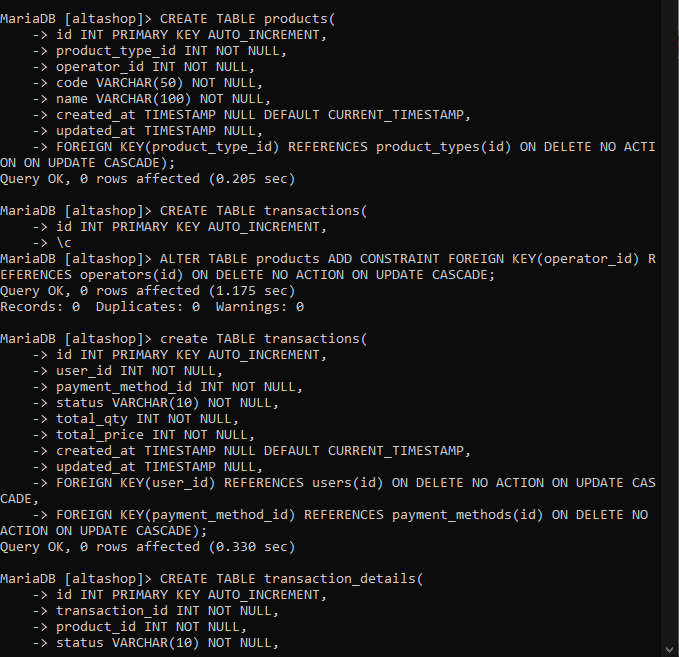 MariaDB [altashop]> CREATE TABLE products(
    -> id INT PRIMARY KEY AUTO_INCREMENT,
    -> product_type_id INT NOT NULL,
    -> operator_id INT NOT NULL,
    -> code VARCHAR(50) NOT NULL,
    -> name VARCHAR(100) NOT NULL,
    -> created_at TIMESTAMP NULL DEFAULT CURRENT_TIMESTAMP,
    -> updated_at TIMESTAMP NULL,
    -> FOREIGN KEY(product_type_id) REFERENCES product_types(id) ON DELETE NO ACTI
ON ON UPDATE CASCADE);
Query OK, 0 rows affected (0.205 sec)

MariaDB [altashop]> CREATE TABLE transactions(
    -> id INT PRIMARY KEY AUTO_INCREMENT,
    -> \c
MariaDB [altashop]> ALTER TABLE products ADD CONSTRAINT FOREIGN KEY(operator_id) R
EFERENCES operators(id) ON DELETE NO ACTION ON UPDATE CASCADE;
Query OK, 0 rows affected (1.175 sec)
Records: 0  Duplicates: 0  Warnings: 0

MariaDB [altashop]> create TABLE transactions(
    -> id INT PRIMARY KEY AUTO_INCREMENT,
    -> user_id INT NOT NULL,
    -> payment_method_id INT NOT NULL,
    -> status VARCHAR(10) NOT NULL,
    -> total_qty INT NOT NULL,
    -> total_price INT NOT NULL,
    -> created_at TIMESTAMP NULL DEFAULT CURRENT_TIMESTAMP,
    -> updated_at TIMESTAMP NULL,
    -> FOREIGN KEY(user_id) REFERENCES users(id) ON DELETE NO ACTION ON UPDATE CAS
CADE,
    -> FOREIGN KEY(payment_method_id) REFERENCES payment_methods(id) ON DELETE NO
ACTION ON UPDATE CASCADE);
Query OK, 0 rows affected (0.330 sec)

MariaDB [altashop]> CREATE TABLE transaction_details(
    -> id INT PRIMARY KEY AUTO_INCREMENT,
    -> transaction_id INT NOT NULL,
    -> product_id INT NOT NULL,
    -> status VARCHAR(10) NOT NULL,